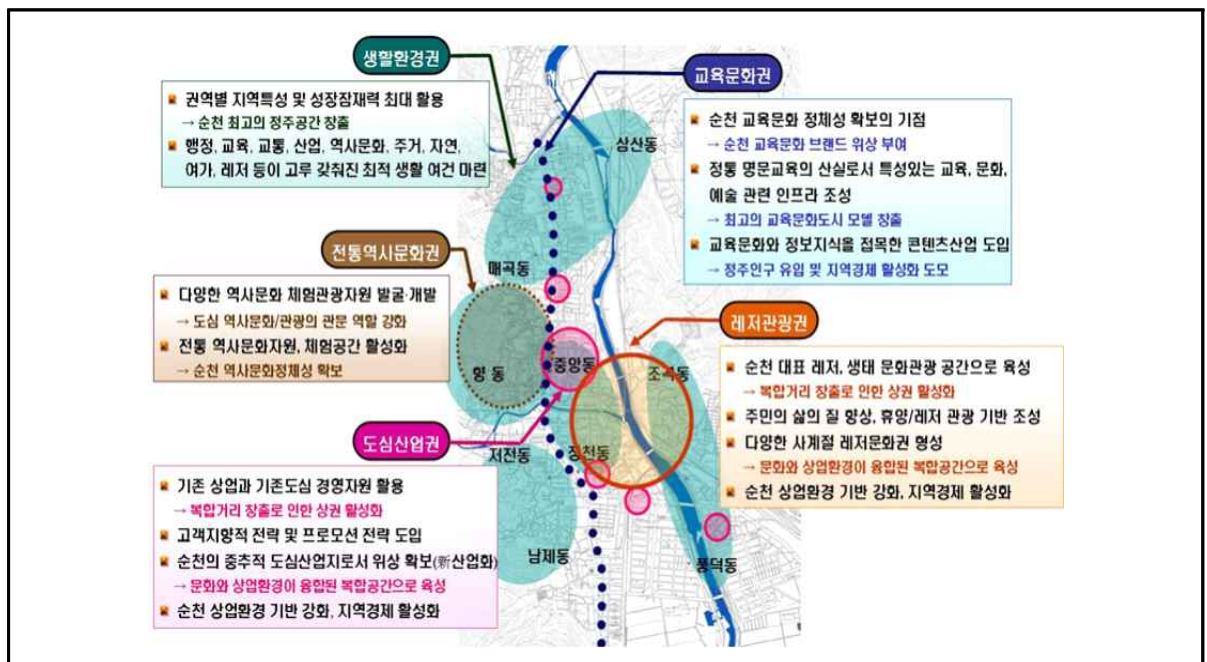 생활환경권
권역별 지역특성 및 성장잠재력 최대 활용
→ 순천 최고의 정주공간 창출
행정, 교육, 교통, 산업, 역사문화, 주거, 자연,
여가, 레저 등이 고루 갖춰진 최적 생활 여건 마련
교육문화권
순천 교육문화 정체성 확보의 기점
→ 순천 교육문화 브랜드 위상 부여
정통 명문교육의 산실로서 특성있는 교육, 문화,
예술 관련 인프라 조성
→ 최고의 교육문화도시 모델 창출
교육문화와 정보지식을 접목한 콘텐츠산업 도입
→ 정주인구 유입 및 지역경제 활성화 도모
전통역사문화권
다양한 역사문화 체험관광자원 발굴·개발
→ 도심 역사문화/관광의 관문 역할 강화
전통 역사문화자원, 체험공간 활성화
→ 순천 역사문화정체성 확보
레저관광권
순천 대표 레저, 생태 문화관광 공간으로 육성
→ 복합거리 창출로 인한 상권 활성화
주민의 삶의 질 향상, 휴양/레저 관광 기반 조성
다양한 사계절 레저문화권 형성
→ 문화와 상업환경이 융합된 복합공간으로 육성
순천 상업환경 기반 강화, 지역경제 활성화
도심산업권
기존 상업과 기존도심 경영자원 활용
→ 복합거리 창출로 인한 상권 활성화
고객지향적 전략 및 프로모션 전략 도입
순천의 중추적 도심산업지로서 위상 확보(新산업화)
→ 문화와 상업환경이 융합된 복합공간으로 육성
순천 상업환경 기반 강화, 지역경제 활성화
삼산동
매곡동
향 동
중앙동
조곡동
저전동
장천동
남제동
풍덕동